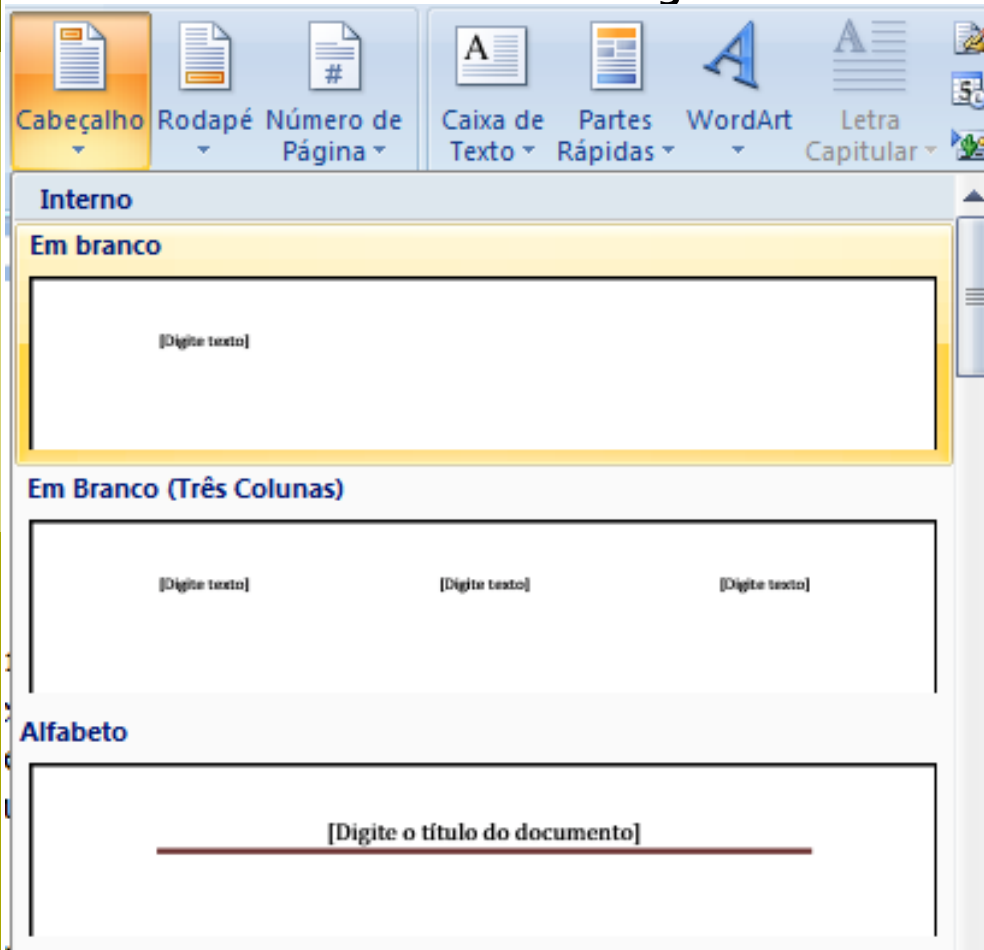 Cabeçalho Rodapé Número de Página Caixa de Texto Partes Rápidas WordArt Letra Capitular
Interno
Em branco
[Digite texto]
Em Branco (Três Colunas)
[Digite texto] [Digite texto] [Digite texto]
Alfabeto
[Digite o título do documento]